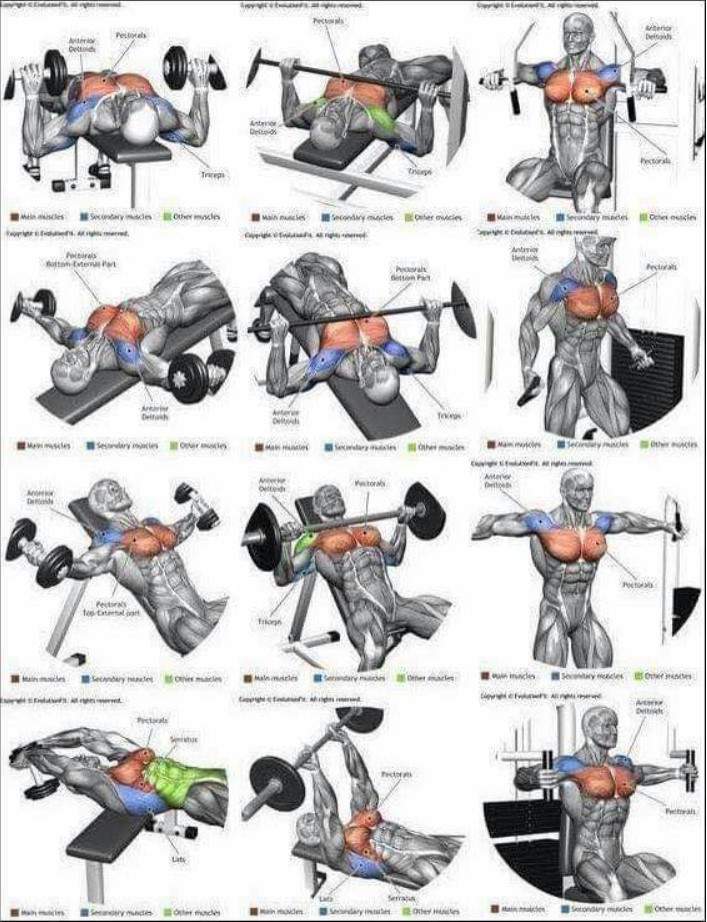 Copyright © EvolutionFit. All rights reserved.
Anterior
Deltoids
Pectorals
Triceps
Main muscles
Secondary muscles
Other muscles
Copyright © EvolutionFit. All rights reserved.
Pectorals
Anterior
Deltoids
Triceps
Main muscles
Secondary muscles
Other muscles
Copyright © EvolutionFit. All rights reserved.
Anterior
Deltoids
Pectorals
Main muscles
Secondary muscles
Other muscles
Copyright © EvolutionFit. All rights reserved.
Pectorals
Bottom-External Part
Anterior
Deltoids
Main muscles
Secondary muscles
Other muscles
Copyright © EvolutionFit. All rights reserved.
Pectorals
Bottom Part
Anterior
Deltoids
Triceps
Main muscles
Secondary muscles
Other muscles
Copyright © EvolutionFit. All rights reserved.
Anterior
Deltoids
Pectorals
Main muscles
Secondary muscles
Other muscles
Anterior
Deltoids
Pectorals
Top-External part
Main muscles
Secondary muscles
Other muscles
Anterior
Deltoids
Pectorals
Triceps
Main muscles
Secondary muscles
Other muscles
Copyright © EvolutionFit. All rights reserved.
Anterior
Deltoids
Pectorals
Main muscles
Secondary muscles
Other muscles
Copyright © EvolutionFit. All rights reserved.
Pectorals
Serratus
Lats
Main muscles
Secondary muscles
Other muscles
Copyright © EvolutionFit. All rights reserved.
Pectorals
Lats
Serratus
Main muscles
Secondary muscles
Other muscles
Copyright © EvolutionFit. All rights reserved.
Anterior
Deltoids
Pectorals
Main muscles
Secondary muscles
Other muscles